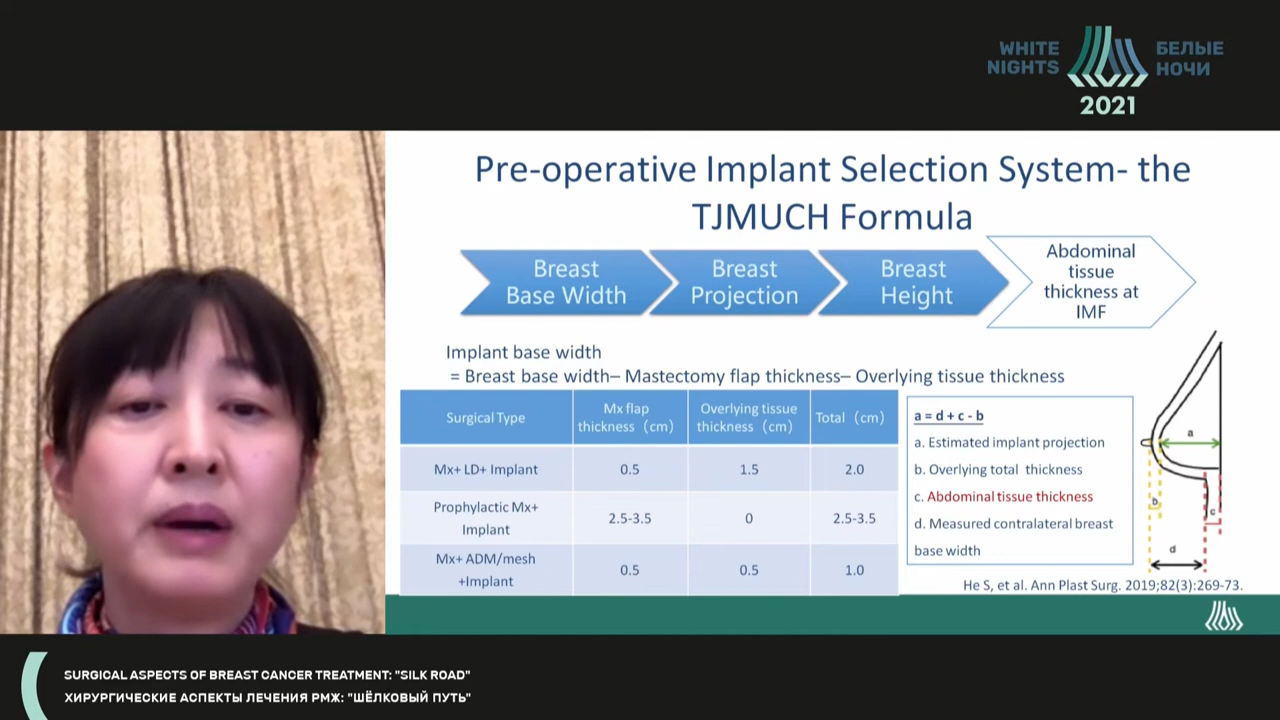 WHITE
NIGHTS
БЕЛЫЕ
НОЧИ
2021
Pre-operative Implant Selection System- the
TJMUCH Formula
Breast
Base Width
Breast
Projection
Breast
Height
Abdominal
tissue
thickness at
IMF
Implant base width
= Breast base width– Mastectomy flap thickness– Overlying tissue thickness
Surgical Type
Mx flap
thickness（cm）
Overlying tissue
thickness（cm）
Total（cm）
Mx+ LD+ Implant
0.5
1.5
2.0
Prophylactic Mx+
Implant
2.5-3.5
0
2.5-3.5
Mx+ ADM/mesh
+Implant
0.5
0.5
1.0
a = d + c - b
a. Estimated implant projection
b. Overlying total thickness
c. Abdominal tissue thickness
d. Measured contralateral breast
base width
a
b
c
d
He S, et al. Ann Plast Surg. 2019;82(3):269-73.
SURGICAL ASPECTS OF BREAST CANCER TREATMENT: "SILK ROAD"
ХИРУРГИЧЕСКИЕ АСПЕКТЫ ЛЕЧЕНИЯ РМЖ: "ШЁЛКОВЫЙ ПУТЬ"